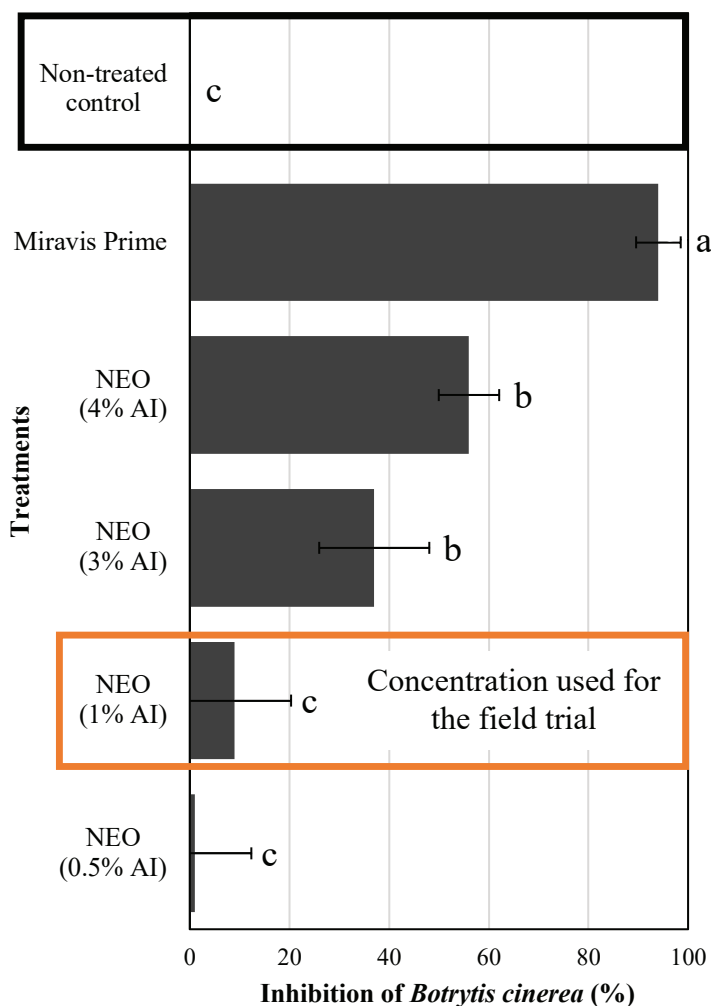 Non-treated
control
c
Miravis Prime
a
NEO
(4% AI)
b
NEO
(3% AI)
b
NEO
(1% AI)
c
Concentration used for
the field trial
NEO
(0.5% AI)
c
Treatments
0 20 40 60 80 100
Inhibition of Botrytis cinerea (%)